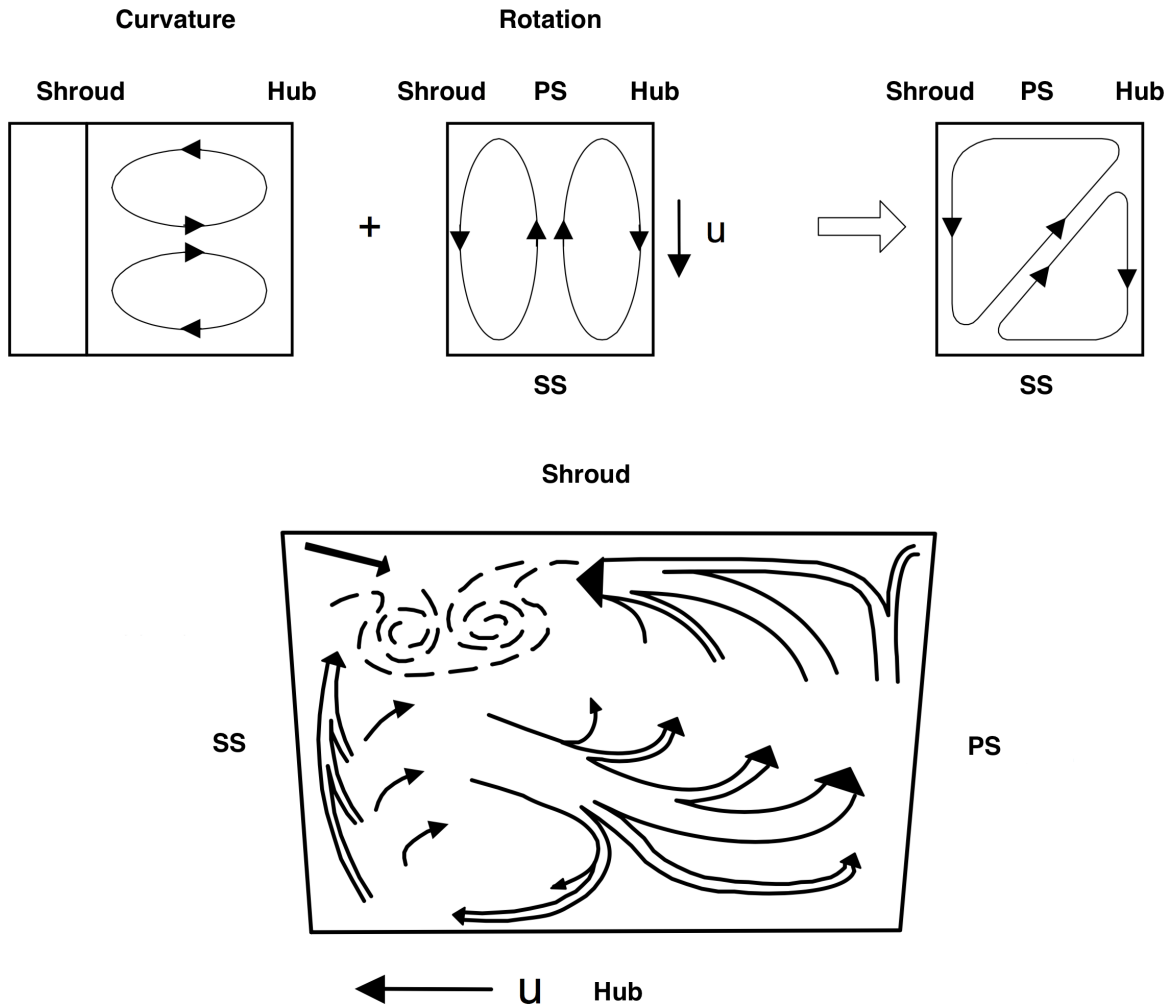 Curvature Rotation
Shroud Hub Shroud PS Hub Shroud PS Hub
+ u
SS SS
Shroud
SS PS
u Hub